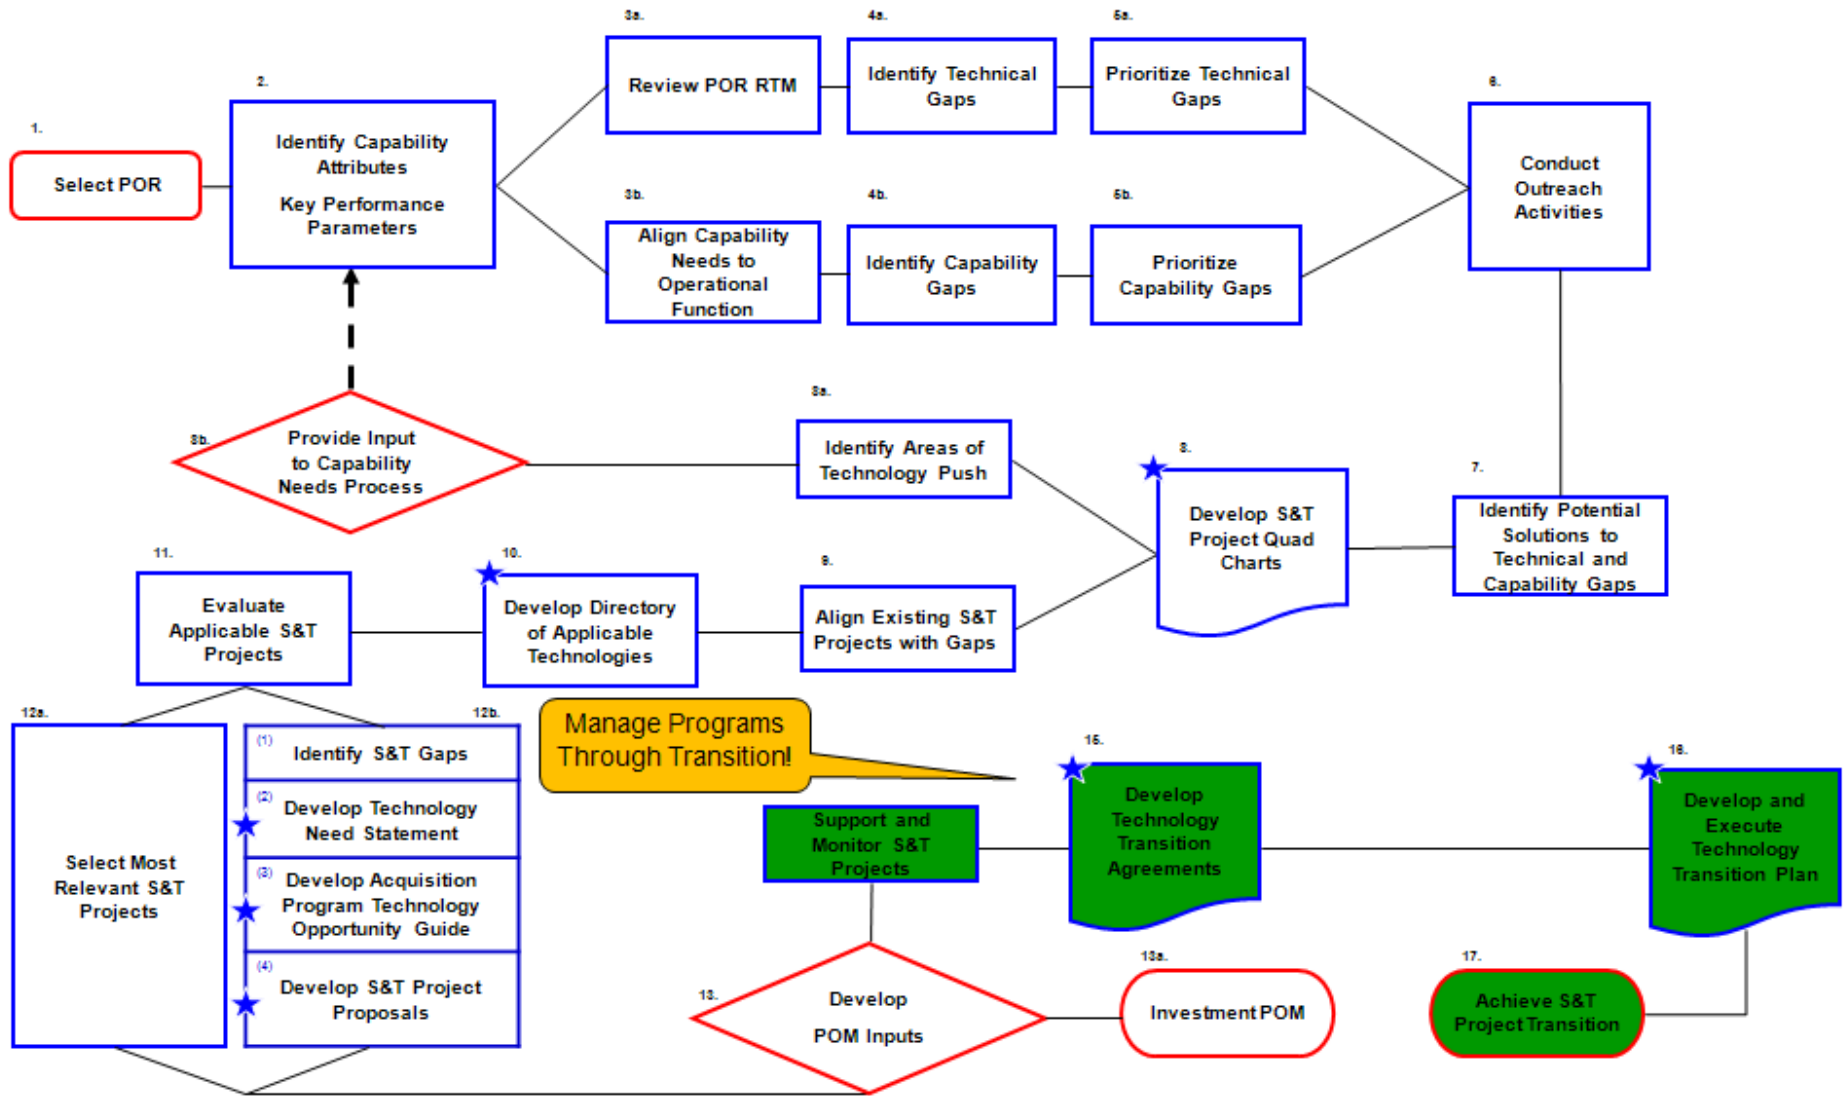 1.
Select POR
2.
Identify Capability
Attributes
Key Performance
Parameters
3a.
Review POR RTM
4a.
Identify Technical
Gaps
5a.
Prioritize Technical
Gaps
3b.
Align Capability
Needs to
Operational
Function
4b.
Identify Capability
Gaps
5b.
Prioritize
Capability Gaps
6.
Conduct
Outreach
Activities
7.
Identify Potential
Solutions to
Technical and
Capability Gaps
8.
Develop S&T
Project Quad
Charts
8a.
Identify Areas of
Technology Push
8b.
Provide Input
to Capability
Needs Process
9.
Align Existing S&T
Projects with Gaps
10.
Develop Directory
of Applicable
Technologies
11.
Evaluate
Applicable S&T
Projects
12a.
Select Most
Relevant S&T
Projects
12b.
(1)
Identify S&T Gaps
(2)
Develop Technology
Need Statement
(3)
Develop Acquisition
Program Technology
Opportunity Guide
(4)
Develop S&T Project
Proposals
Manage Programs
Through Transition!
13.
Develop
POM Inputs
13a.
Investment POM
Support and
Monitor S&T
Projects
15.
Develop
Technology
Transition
Agreements
16.
Develop and
Execute
Technology
Transition Plan
17.
Achieve S&T
Project Transition